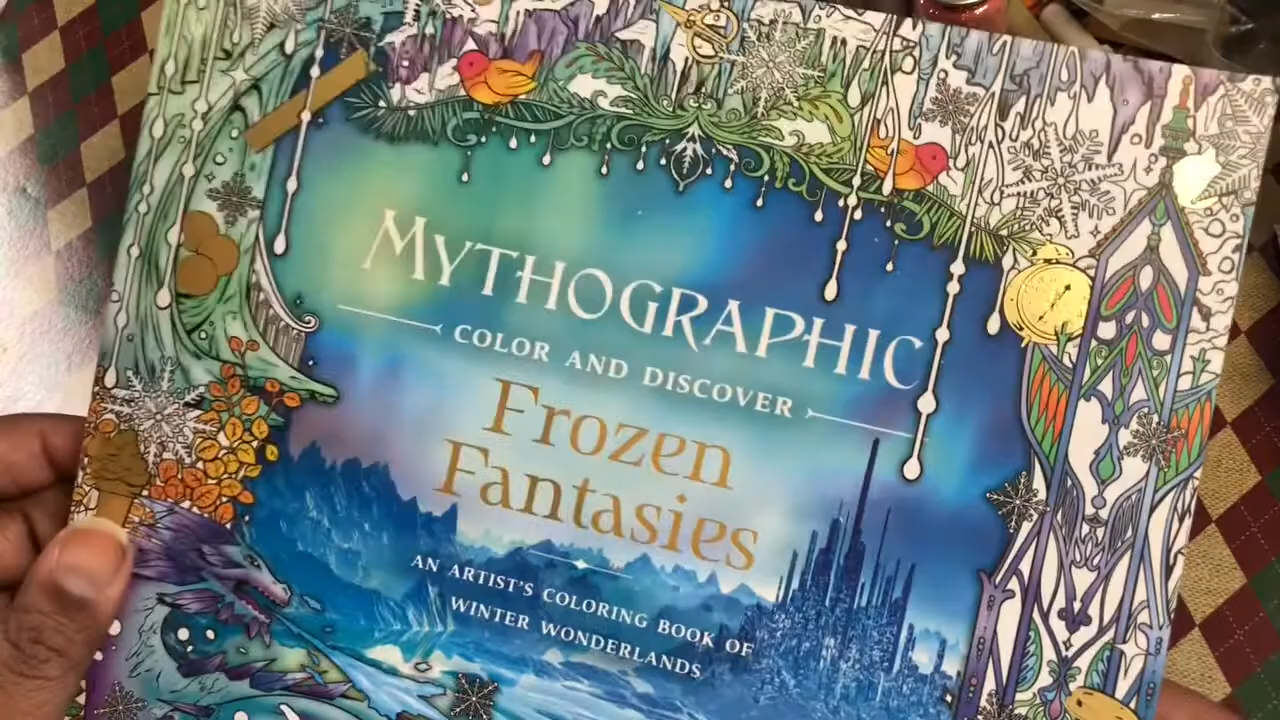 MYTHOGRAPHIC
COLOR AND DISCOVER
Frozen
Fantasies
AN ARTIST'S COLORING BOOK OF
WINTER WONDERLANDS